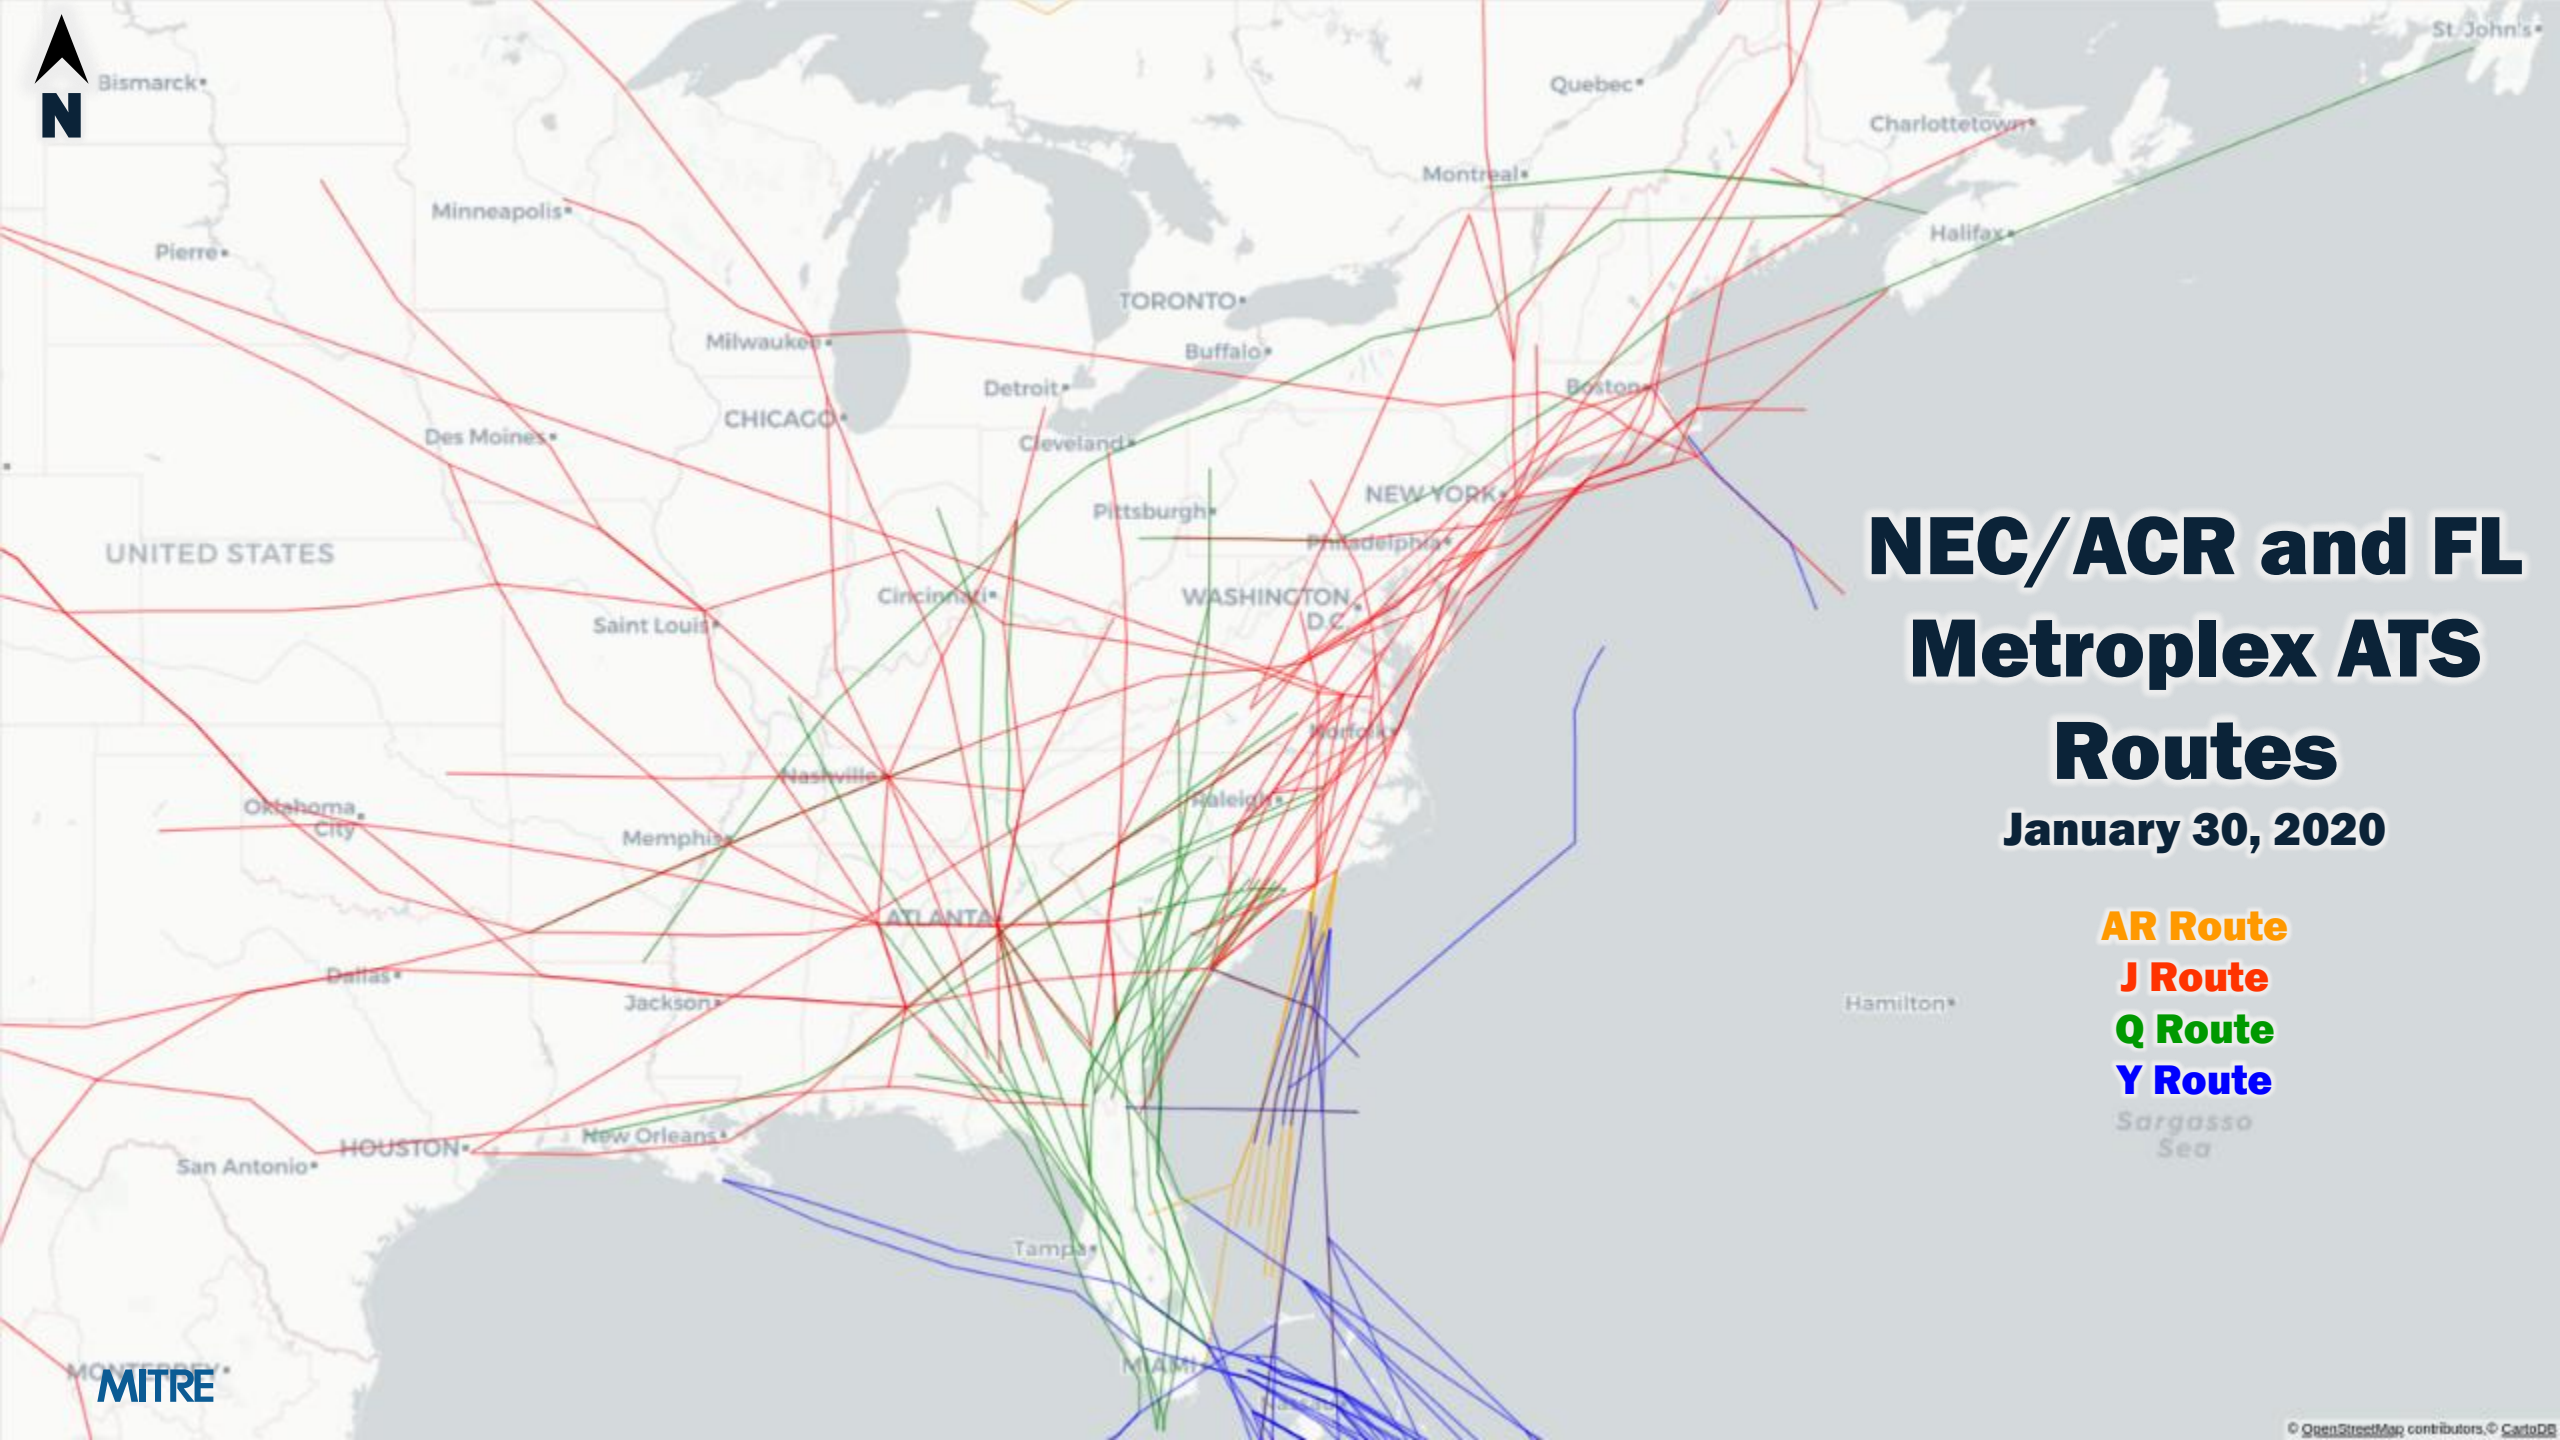 N
Bismarck
Quebec
St. John's
Charlottetown
Montreal
Minneapolis
Pierre
Halifax
TORONTO
Milwaukee
Buffalo
Detroit
Boston
CHICAGO
Des Moines
Cleveland
NEW YORK
Pittsburgh
Philadelphia
UNITED STATES
Cincinnati
WASHINGTON
D.C.
Saint Louis
Norfolk
Nashville
Raleigh
Oklahoma
City
Memphis
ATLANTA
Dallas
Jackson
Hamilton
New Orleans
HOUSTON
San Antonio
Tampa
MIAMI
MONTERREY
Nassau
NEC/ACR and FL
Metroplex ATS
Routes
January 30, 2020
AR Route
J Route
Q Route
Y Route
Sargasso
Sea
MITRE
© OpenStreetMap contributors,© CartoDB